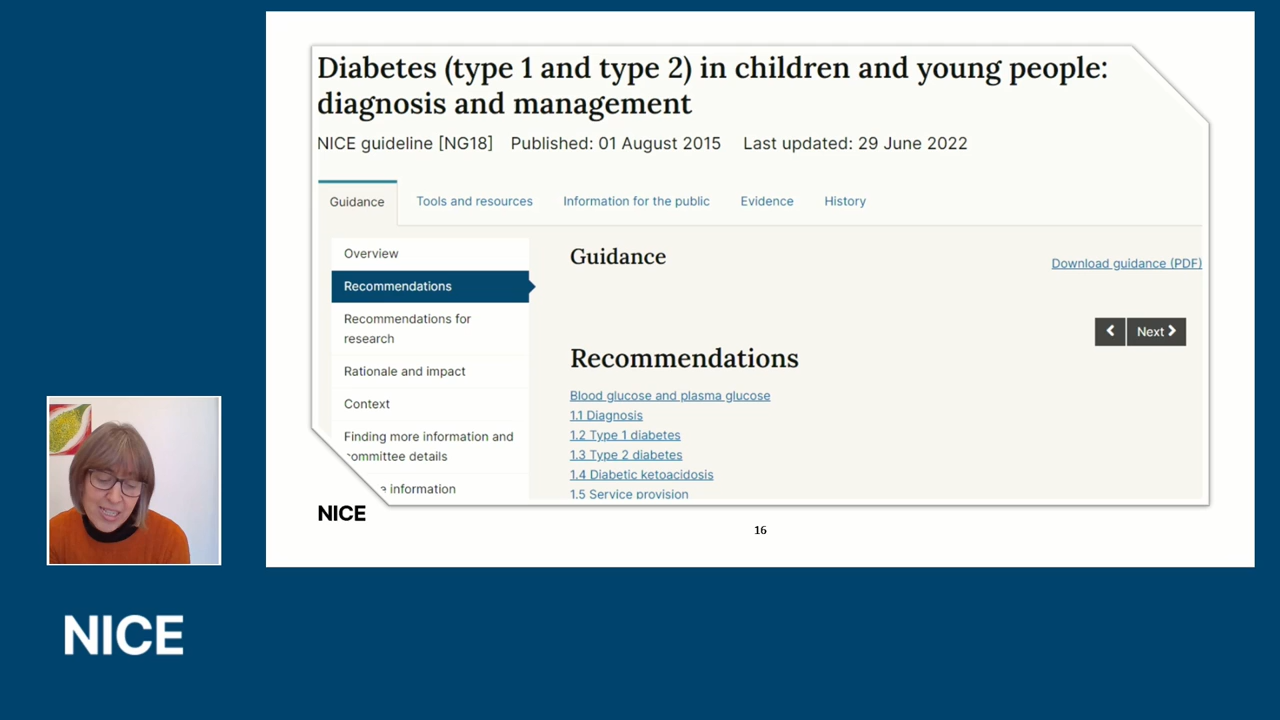 Diabetes (type 1 and type 2) in children and young people:
diagnosis and management
NICE guideline [NG18] Published: 01 August 2015 Last updated: 29 June 2022
Guidance Tools and resources Information for the public Evidence History
Overview
Recommendations
Recommendations for
research
Rationale and impact
Context
Finding more information and
committee details
information
Guidance
Download guidance (PDF)
Next
Recommendations
Blood glucose and plasma glucose
1.1 Diagnosis
1.2 Type 1 diabetes
1.3 Type 2 diabetes
1.4 Diabetic ketoacidosis
1.5 Service provision
NICE
16
NICE